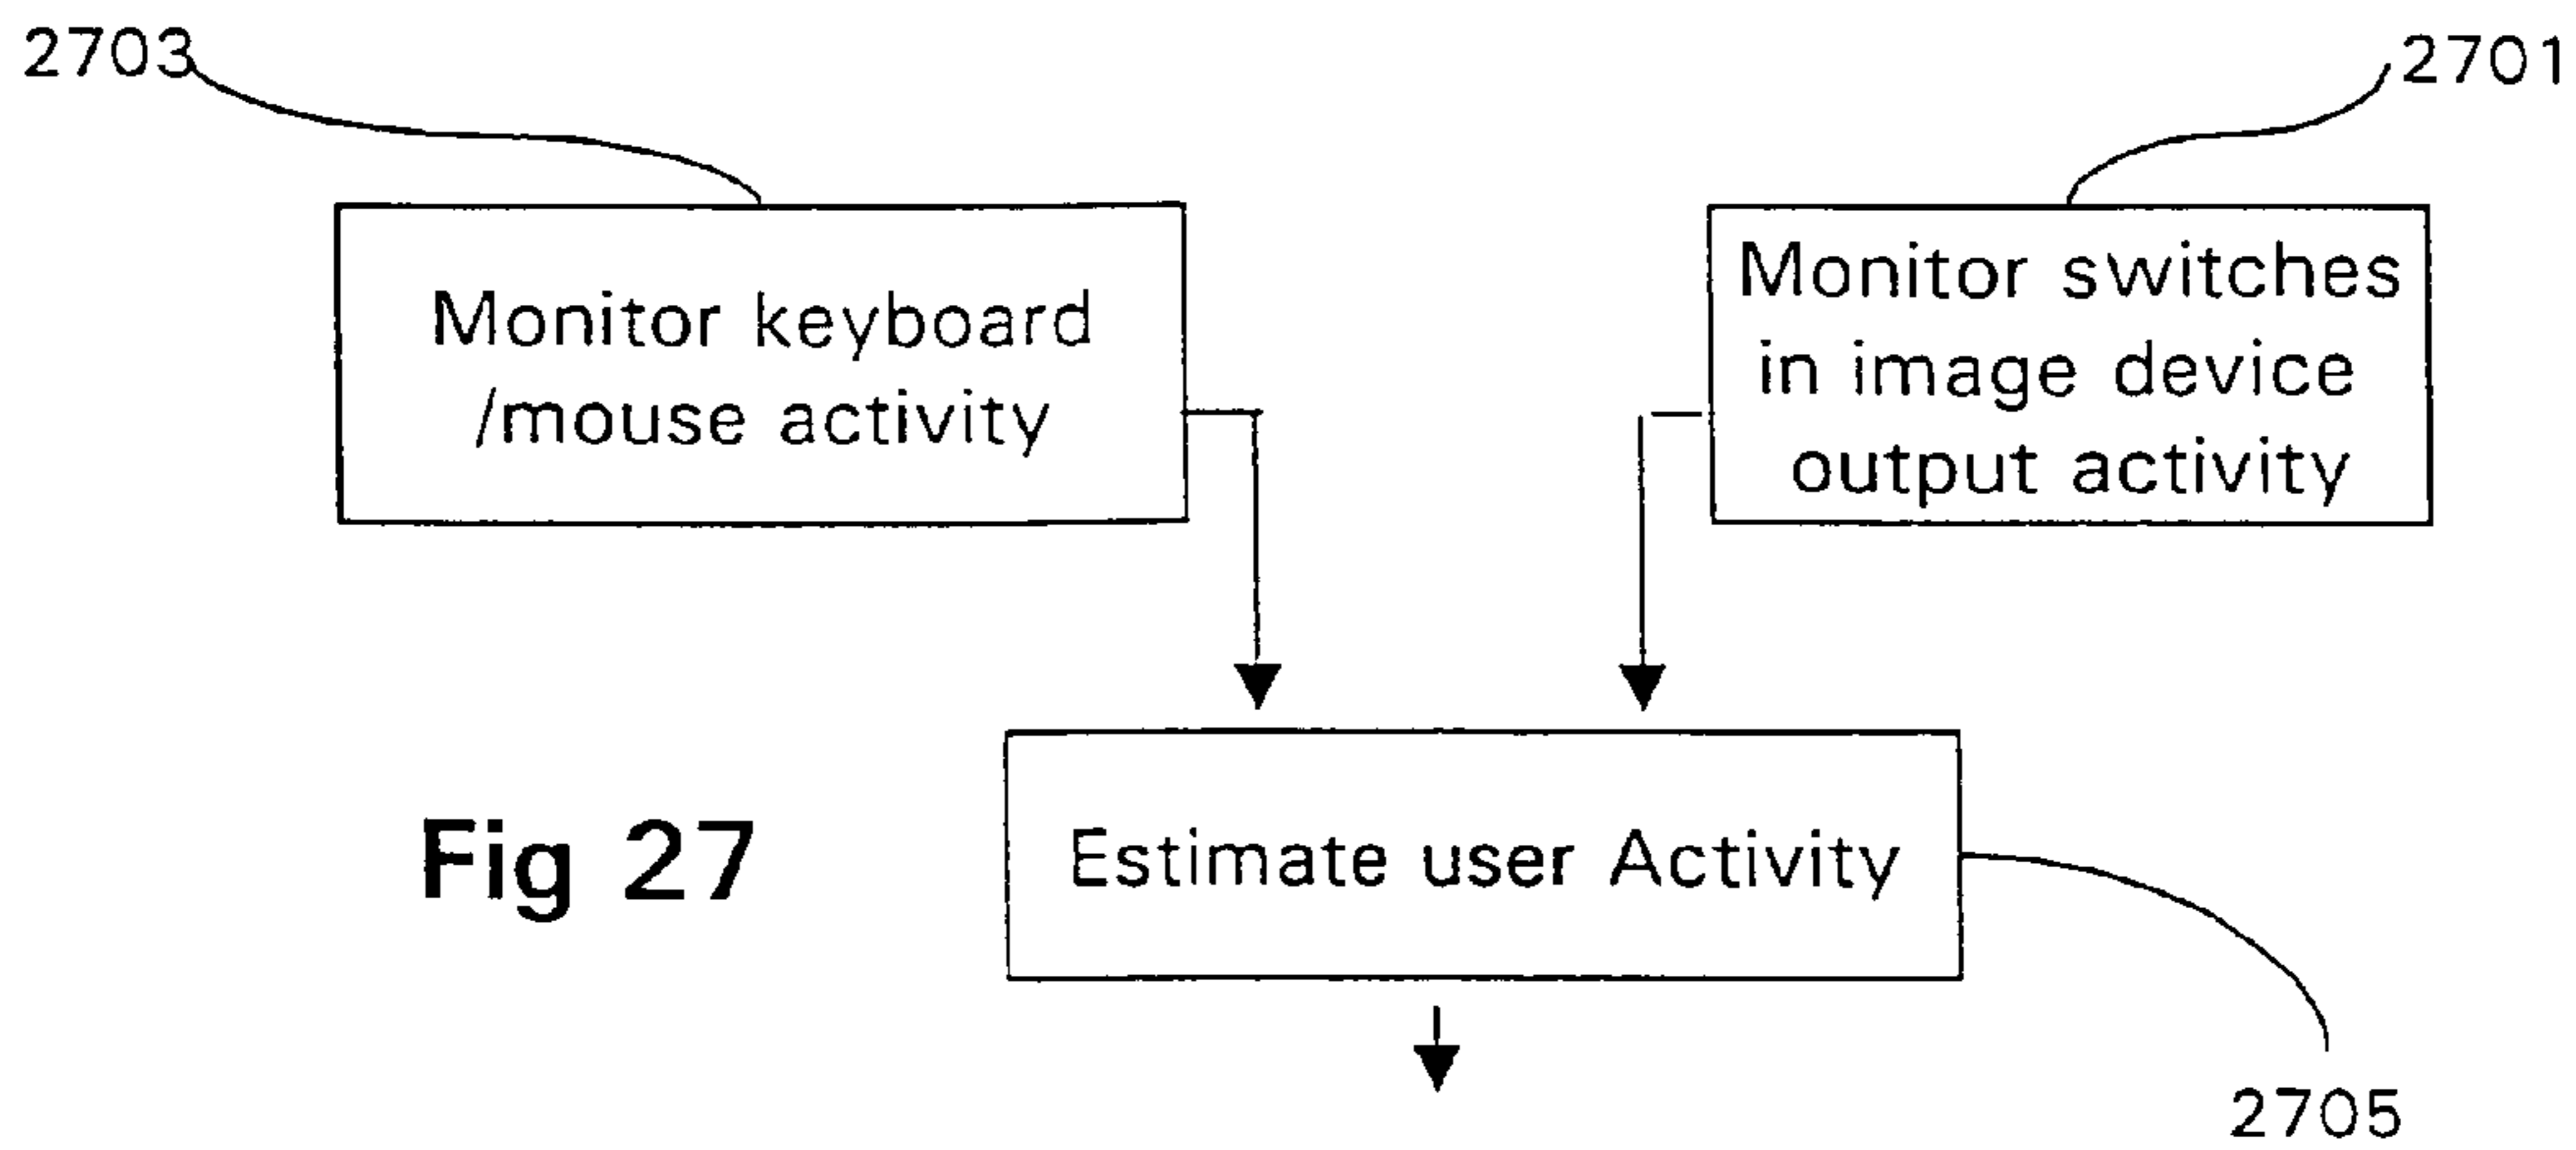 2703
2701
Monitor keyboard
/mouse activity
Monitor switches
in image device
output activity
Fig 27
Estimate user Activity
2705